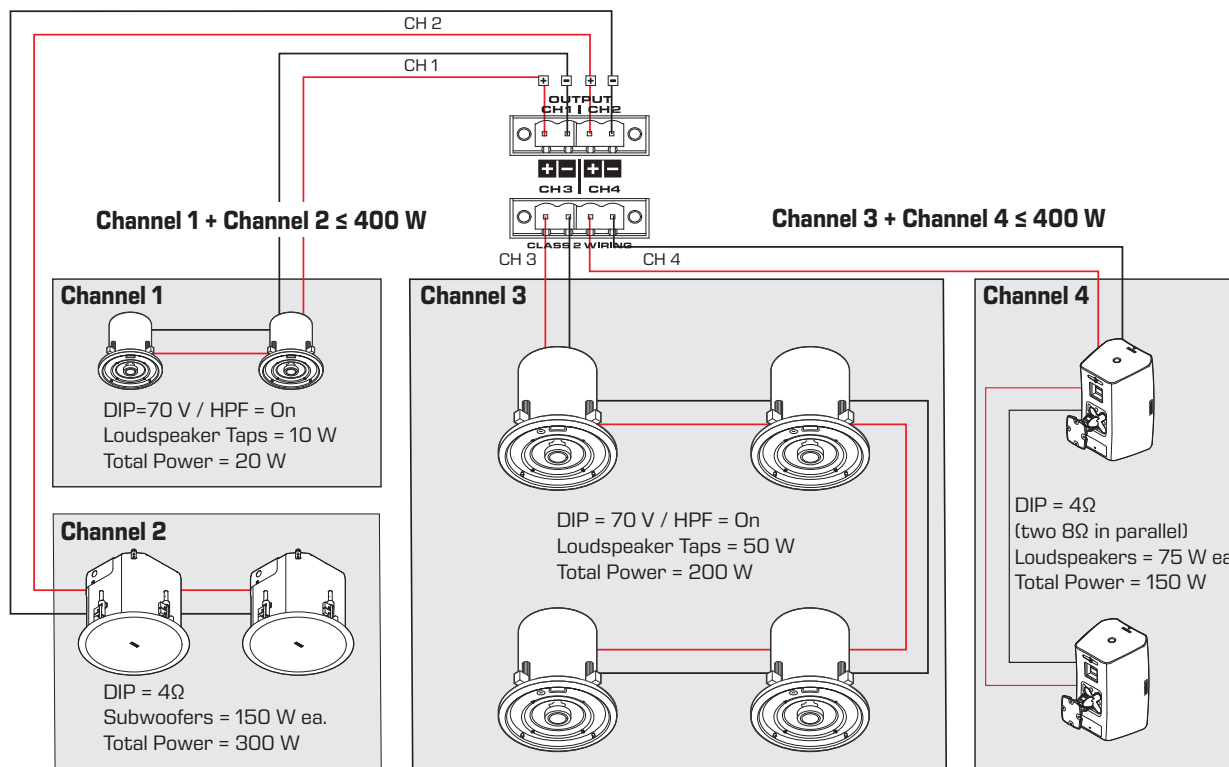 CH 2
CH 1
+ - + -
OUTPUT
CH1 | CH2
+ - + -
CH3 CH4
Channel 1 + Channel 2 ≤ 400 W
Channel 3 + Channel 4 ≤ 400 W
CLASS 2 WIRING
CH 3
CH 4
Channel 1
DIP=70 V / HPF = On
Loudspeaker Taps = 10 W
Total Power = 20 W
Channel 2
DIP = 4Ω
Subwoofers = 150 W ea.
Total Power = 300 W
Channel 3
DIP = 70 V / HPF = On
Loudspeaker Taps = 50 W
Total Power = 200 W
Channel 4
DIP = 4Ω
(two 8Ω in parallel)
Loudspeakers = 75 W ea
Total Power = 150 W